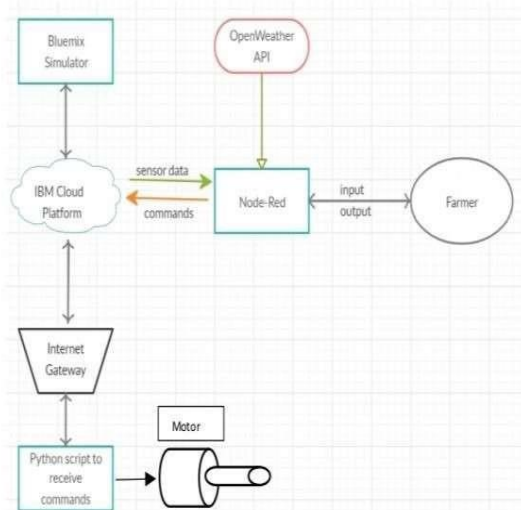 Bluemix
Simulator
OpenWeather
API
IBM Cloud
Platform
sensor data
commands
Node-Red
input
output
Farmer
Internet
Gateway
Motor
Python script to
receive
commands